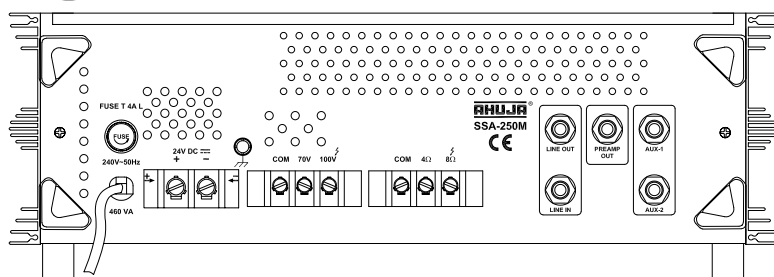 FUSE T 4A L
FUSE
240V~50Hz
460 VA
24V DC ⎓
+ −
+ −
COM 70V 100V
COM 4Ω 8Ω
AHUJA®
SSA-250M
CE
LINE OUT
LINE IN
PREAMP
OUT
AUX-1
AUX-2